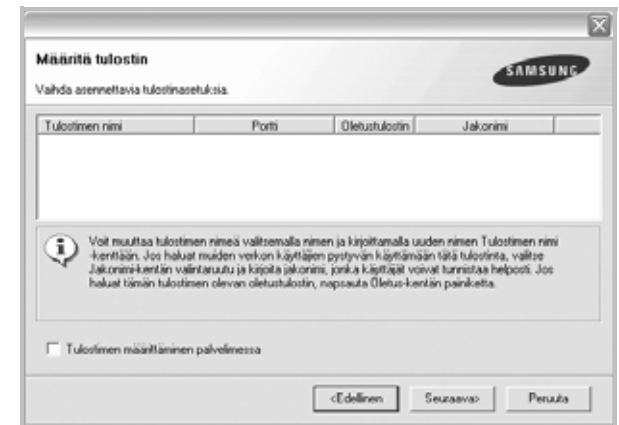 Määritä tulostin
SAMSUNG
Vaihda asennettavia tulostinasetuksia.
Tulostimen nimi Portti Oletustulostin Jakonimi
Voit muuttaa tulostimen nimeä valitsemalla nimen ja kirjoittamalla uuden nimen Tulostimen nimi
-kenttään. Jos haluat muiden verkon käyttäjien pystyvän käyttämään tätä tulostinta, valitse
Jakonimi-kentän valintaruutu ja kirjoita jakonimi, jonka käyttäjät voivat tunnistaa helposti. Jos
haluat tämän tulostimen olevan oletustulostin, napsauta Oletus-kentän painiketta.
Tulostimen määrittäminen palvelimessa
<Edellinen Seuraava> Peruuta